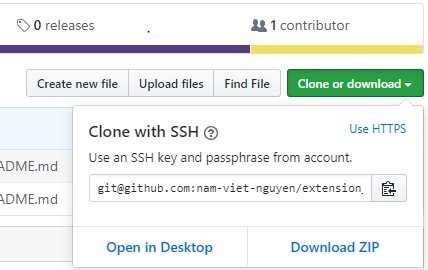 0 releases
1 contributor
Create new file
Upload files
Find File
Clone or download
Clone with SSH
Use HTTPS
Use an SSH key and passphrase from account.
ADME.md
git@github.com:nam-viet-nguyen/extension_
ADME.md
Open in Desktop
Download ZIP